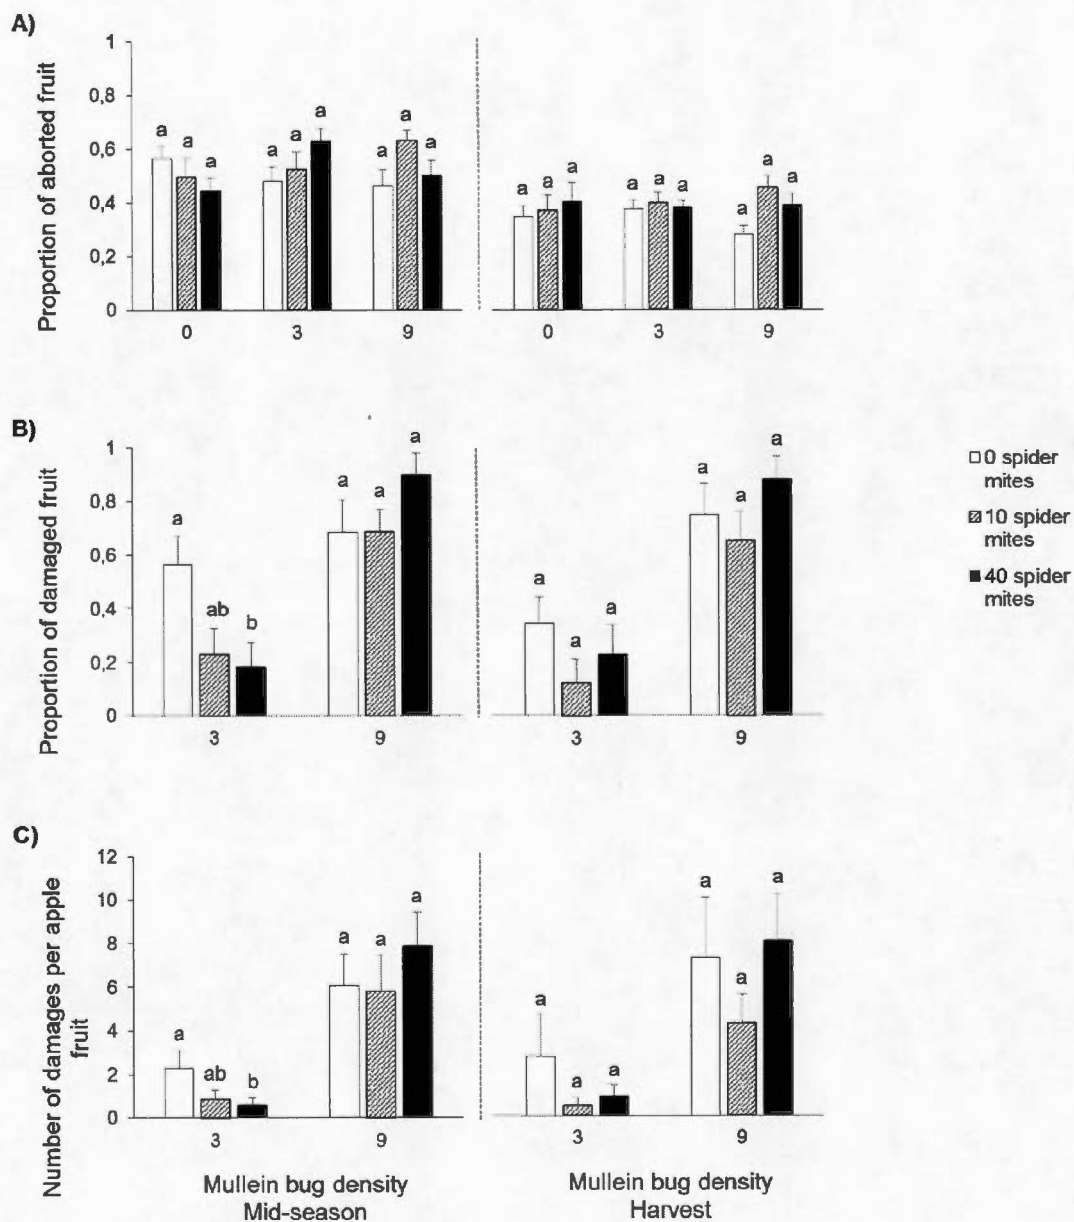 A)
Proportion of aborted fruit
1
0,8
0,6
0,4
0,2
0
a a a a a a a a a
a a a a a a a a a
0 3 9
0 3 9
B)
Proportion of damaged fruit
1
0,8
0,6
0,4
0,2
0
a ab b a a a
a a a a a a
3 9
3 9
0 spider
mites
10 spider
mites
40 spider
mites
C)
Number of damages per apple
fruit
12
10
8
6
4
2
0
a ab b a a a
a a a a a a
3 9
3 9
Mullein bug density
Mid-season
Mullein bug density
Harvest